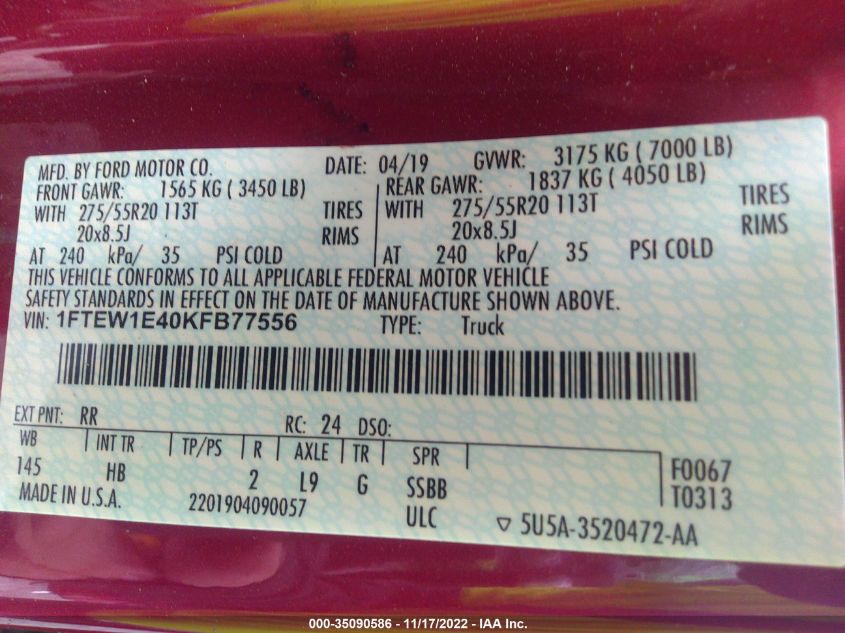 MFD. BY FORD MOTOR CO. DATE: 04/19 GVWR: 3175 KG ( 7000 LB)
FRONT GAWR: 1565 KG ( 3450 LB) REAR GAWR: 1837 KG ( 4050 LB)
WITH 275/55R20 113T TIRES WITH 275/55R20 113T TIRES
20x8.5J RIMS 20x8.5J RIMS
AT 240 kPa/ 35 PSI COLD AT 240 kPa/ 35 PSI COLD
THIS VEHICLE CONFORMS TO ALL APPLICABLE FEDERAL MOTOR VEHICLE
SAFETY STANDARDS IN EFFECT ON THE DATE OF MANUFACTURE SHOWN ABOVE.
VIN: 1FTEW1E40KFB77556 TYPE: Truck
EXT PNT: RR RC: 24 DSO:
WB INT TR TP/PS R AXLE TR SPR
145 HB 2 L9 G SSBB F0067
MADE IN U.S.A. 2201904090057 ULC T0313
5U5A-3520472-AA
000-35090586 - 11/17/2022 - IAA Inc.